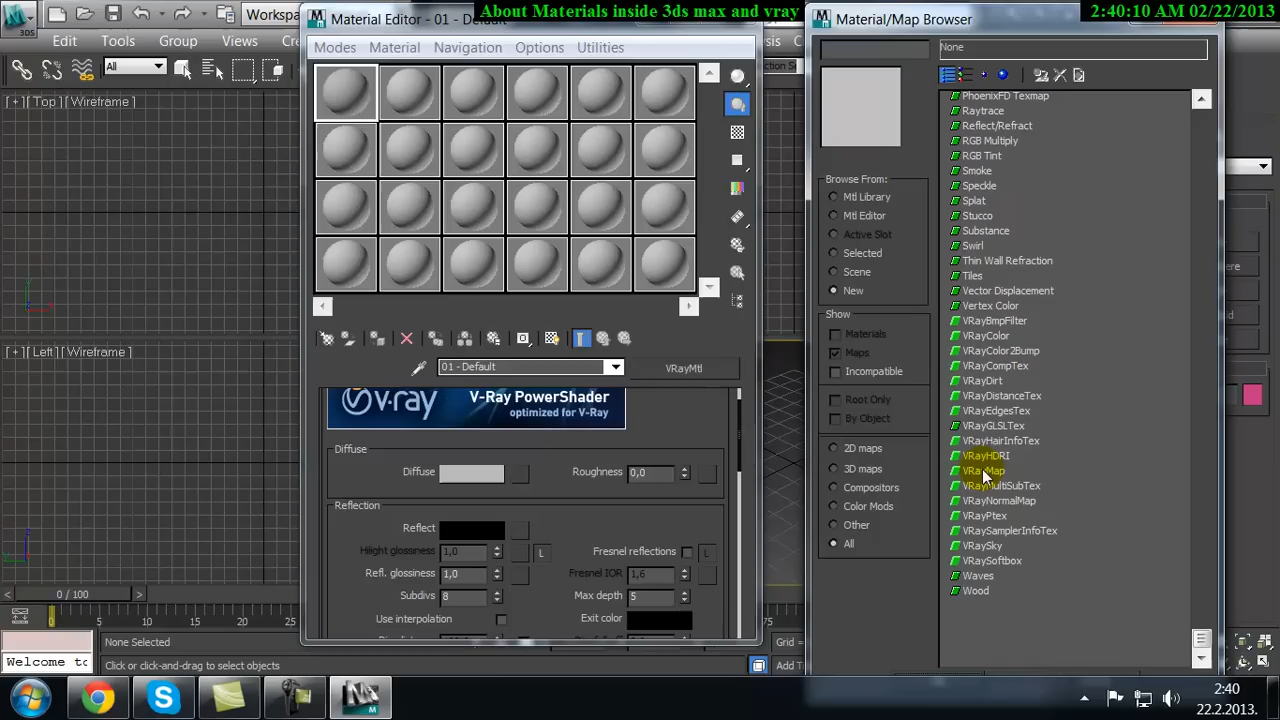 About Materials inside 3ds max and vray
2:40:10 AM 02/22/2013
3DS
Worksp
Edit
Tools
Group
All
Material Editor - 01 - Default
Modes
Material
Navigation
Options
Utilities
[ + ] [Top ] [Wireframe ]
[ + ] [Left ] [Wireframe ]
01 - Default
VRayMtl
v·ray
V-Ray PowerShader
optimized for V-Ray
Diffuse
Diffuse
Roughness
0,0
Reflection
Reflect
Hilight glossiness
1,0
L
Fresnel reflections
L
Refl. glossiness
1,0
Fresnel IOR
1,6
Subdivs
8
Max depth
5
Use interpolation
Exit color
Material/Map Browser
None
Browse From:
Mtl Library
Mtl Editor
Active Slot
Selected
Scene
New
Show
Materials
Maps
Incompatible
Root Only
By Object
2D maps
3D maps
Compositors
Color Mods
Other
All
PhoenixFD Texmap
Raytrace
Reflect/Refract
RGB Multiply
RGB Tint
Smoke
Speckle
Splat
Stucco
Substance
Swirl
Thin Wall Refraction
Tiles
Vector Displacement
Vertex Color
VRayBmpFilter
VRayColor
VRayColor2Bump
VRayCompTex
VRayDirt
VRayDistanceTex
VRayEdgesTex
VRayGLSLTex
VRayHairInfoTex
VRayHDRI
VRayMap
VRayMultiSubTex
VRayNormalMap
VRayPtex
VRaySamplerInfoTex
VRaySky
VRaySoftbox
Waves
Wood
0 / 100
0
5
75
Welcome to
None Selected
Click or click-and-drag to select objects
Grid =
Add T
2:40
22.2.2013.